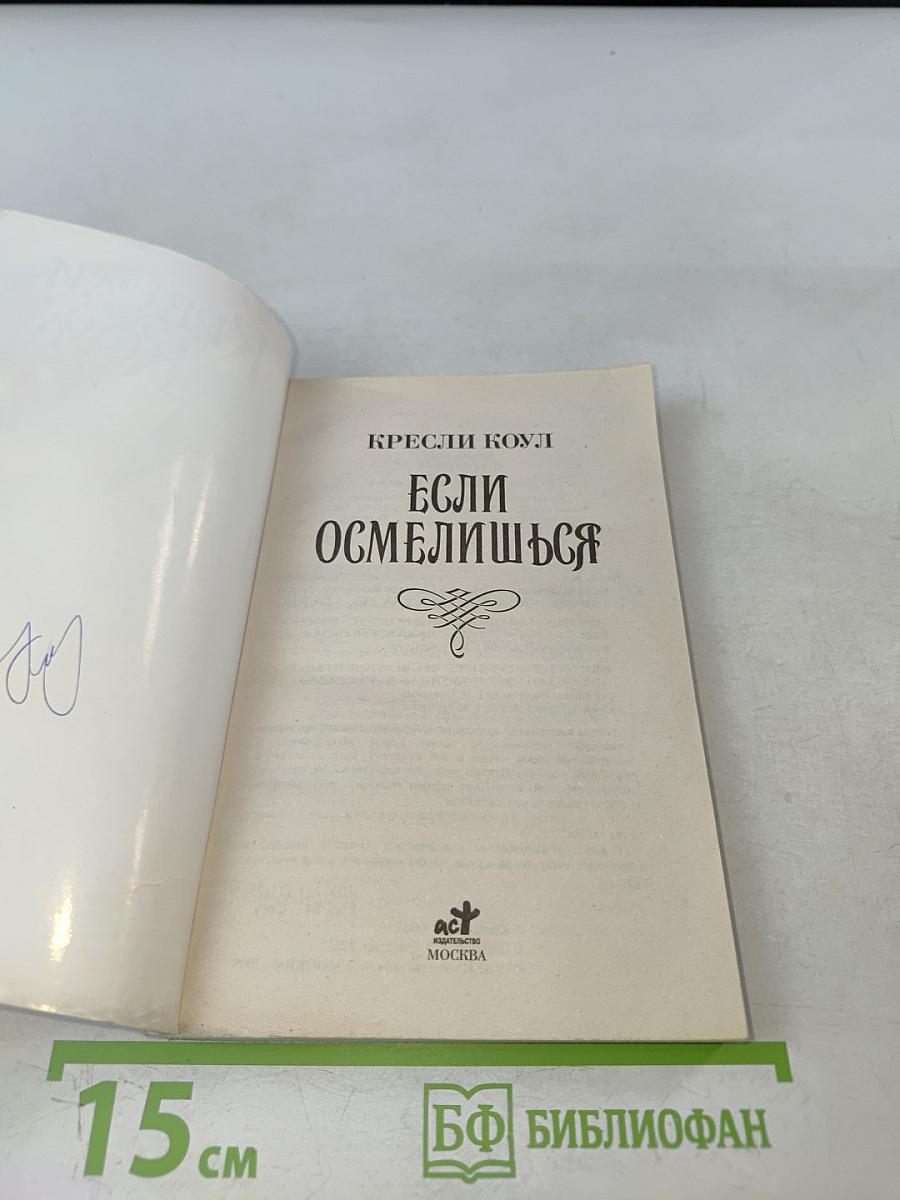 КРЕСЛИ КОУЛ
ЕСЛИ
ОСМЕЛИШЬСЯ
аст
ИЗДАТЕЛЬСТВО
МОСКВА
15 см
БФ БИБЛИОФАН